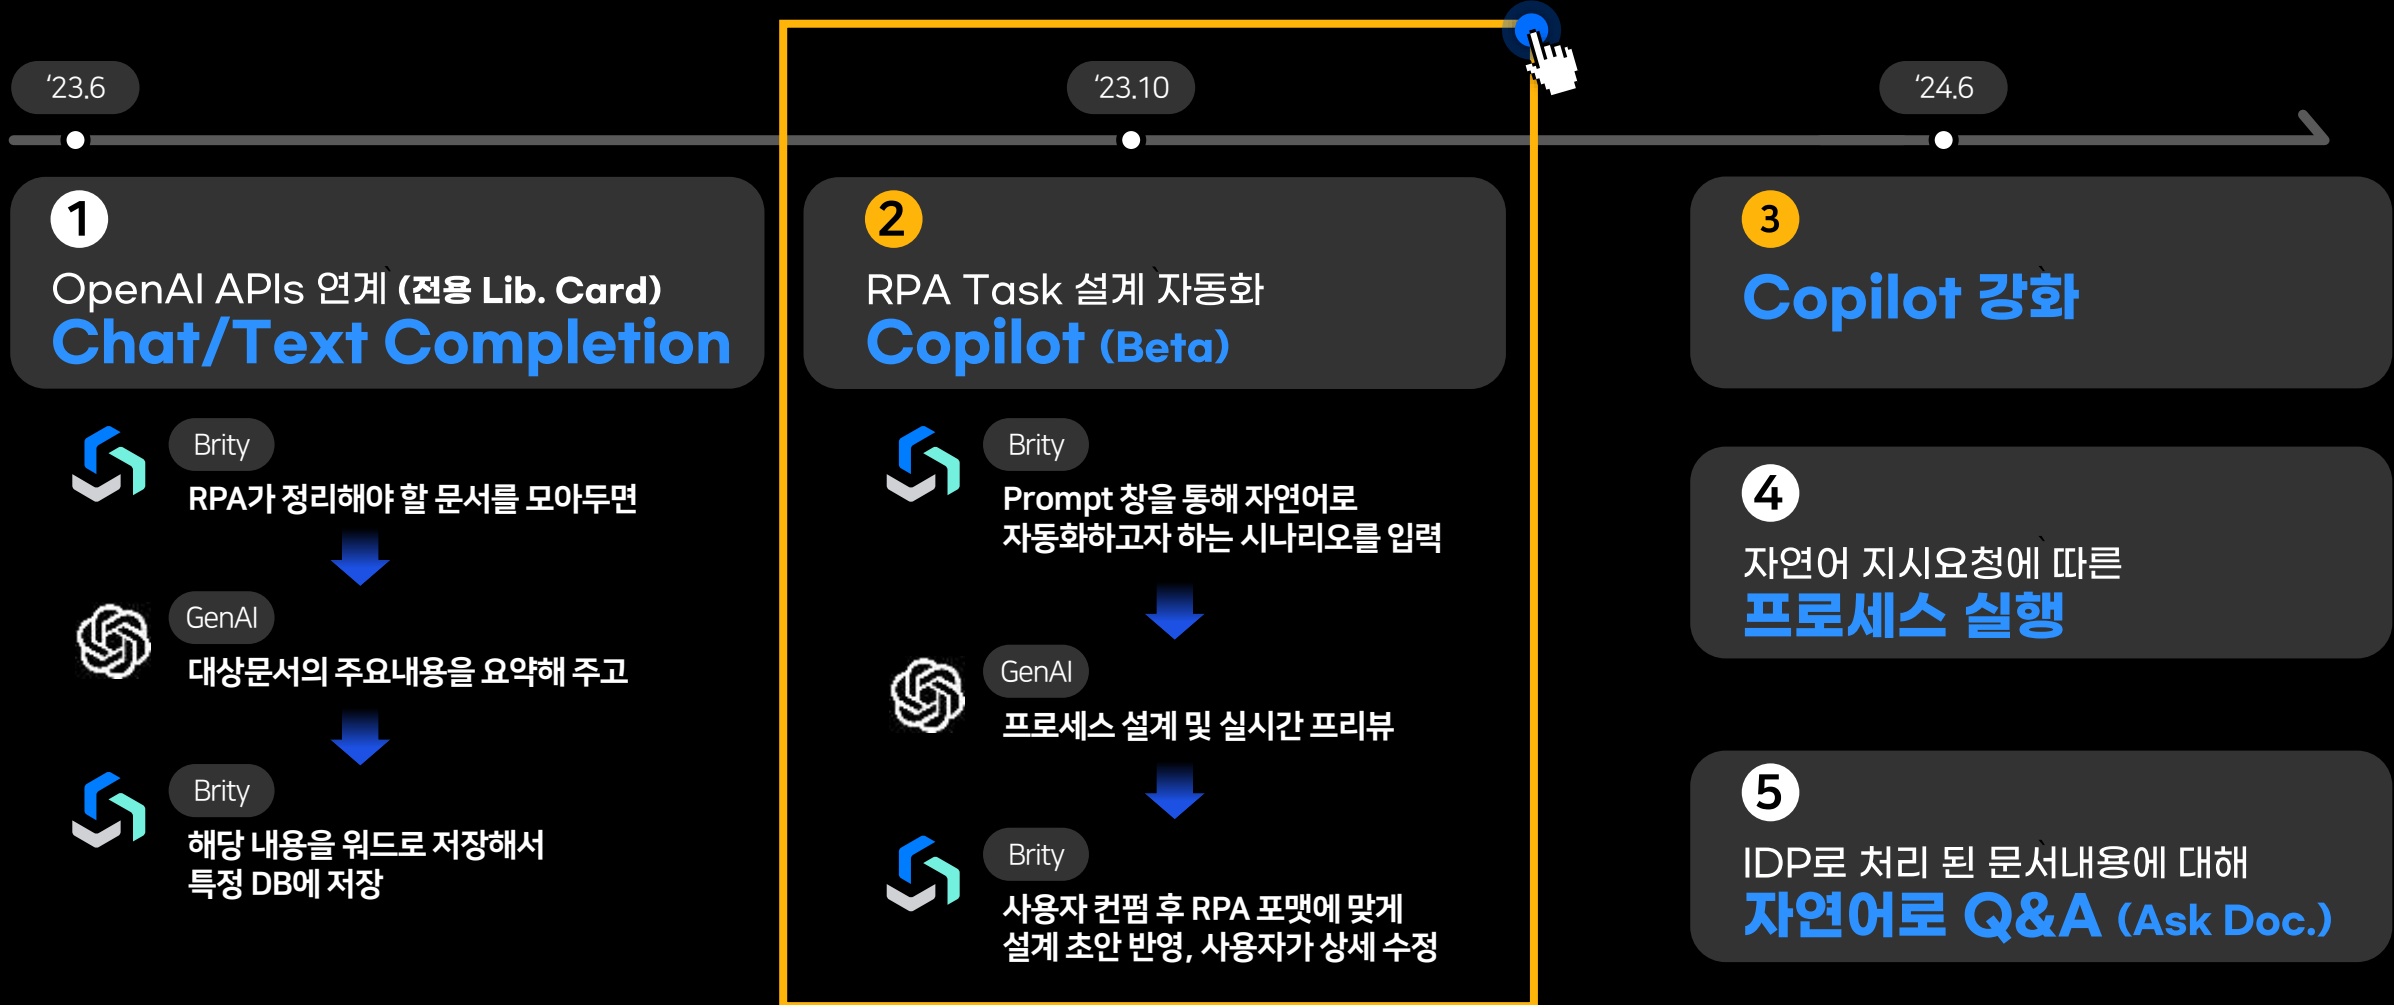 ‘23.6
1
OpenAI APIs 연계 (전용 Lib. Card)
Chat/Text Completion
Brity
RPA가 정리해야 할 문서를 모아두면
GenAI
대상문서의 주요내용을 요약해 주고
Brity
해당 내용을 워드로 저장해서
특정 DB에 저장
‘23.10
2
RPA Task 설계 자동화
Copilot (Beta)
Brity
Prompt 창을 통해 자연어로
자동화하고자 하는 시나리오를 입력
GenAI
프로세스 설계 및 실시간 프리뷰
Brity
사용자 컨펌 후 RPA 포맷에 맞게
설계 초안 반영, 사용자가 상세 수정
‘24.6
3
Copilot 강화
4
자연어 지시요청에 따른
프로세스 실행
5
IDP로 처리 된 문서내용에 대해
자연어로 Q&A (Ask Doc.)